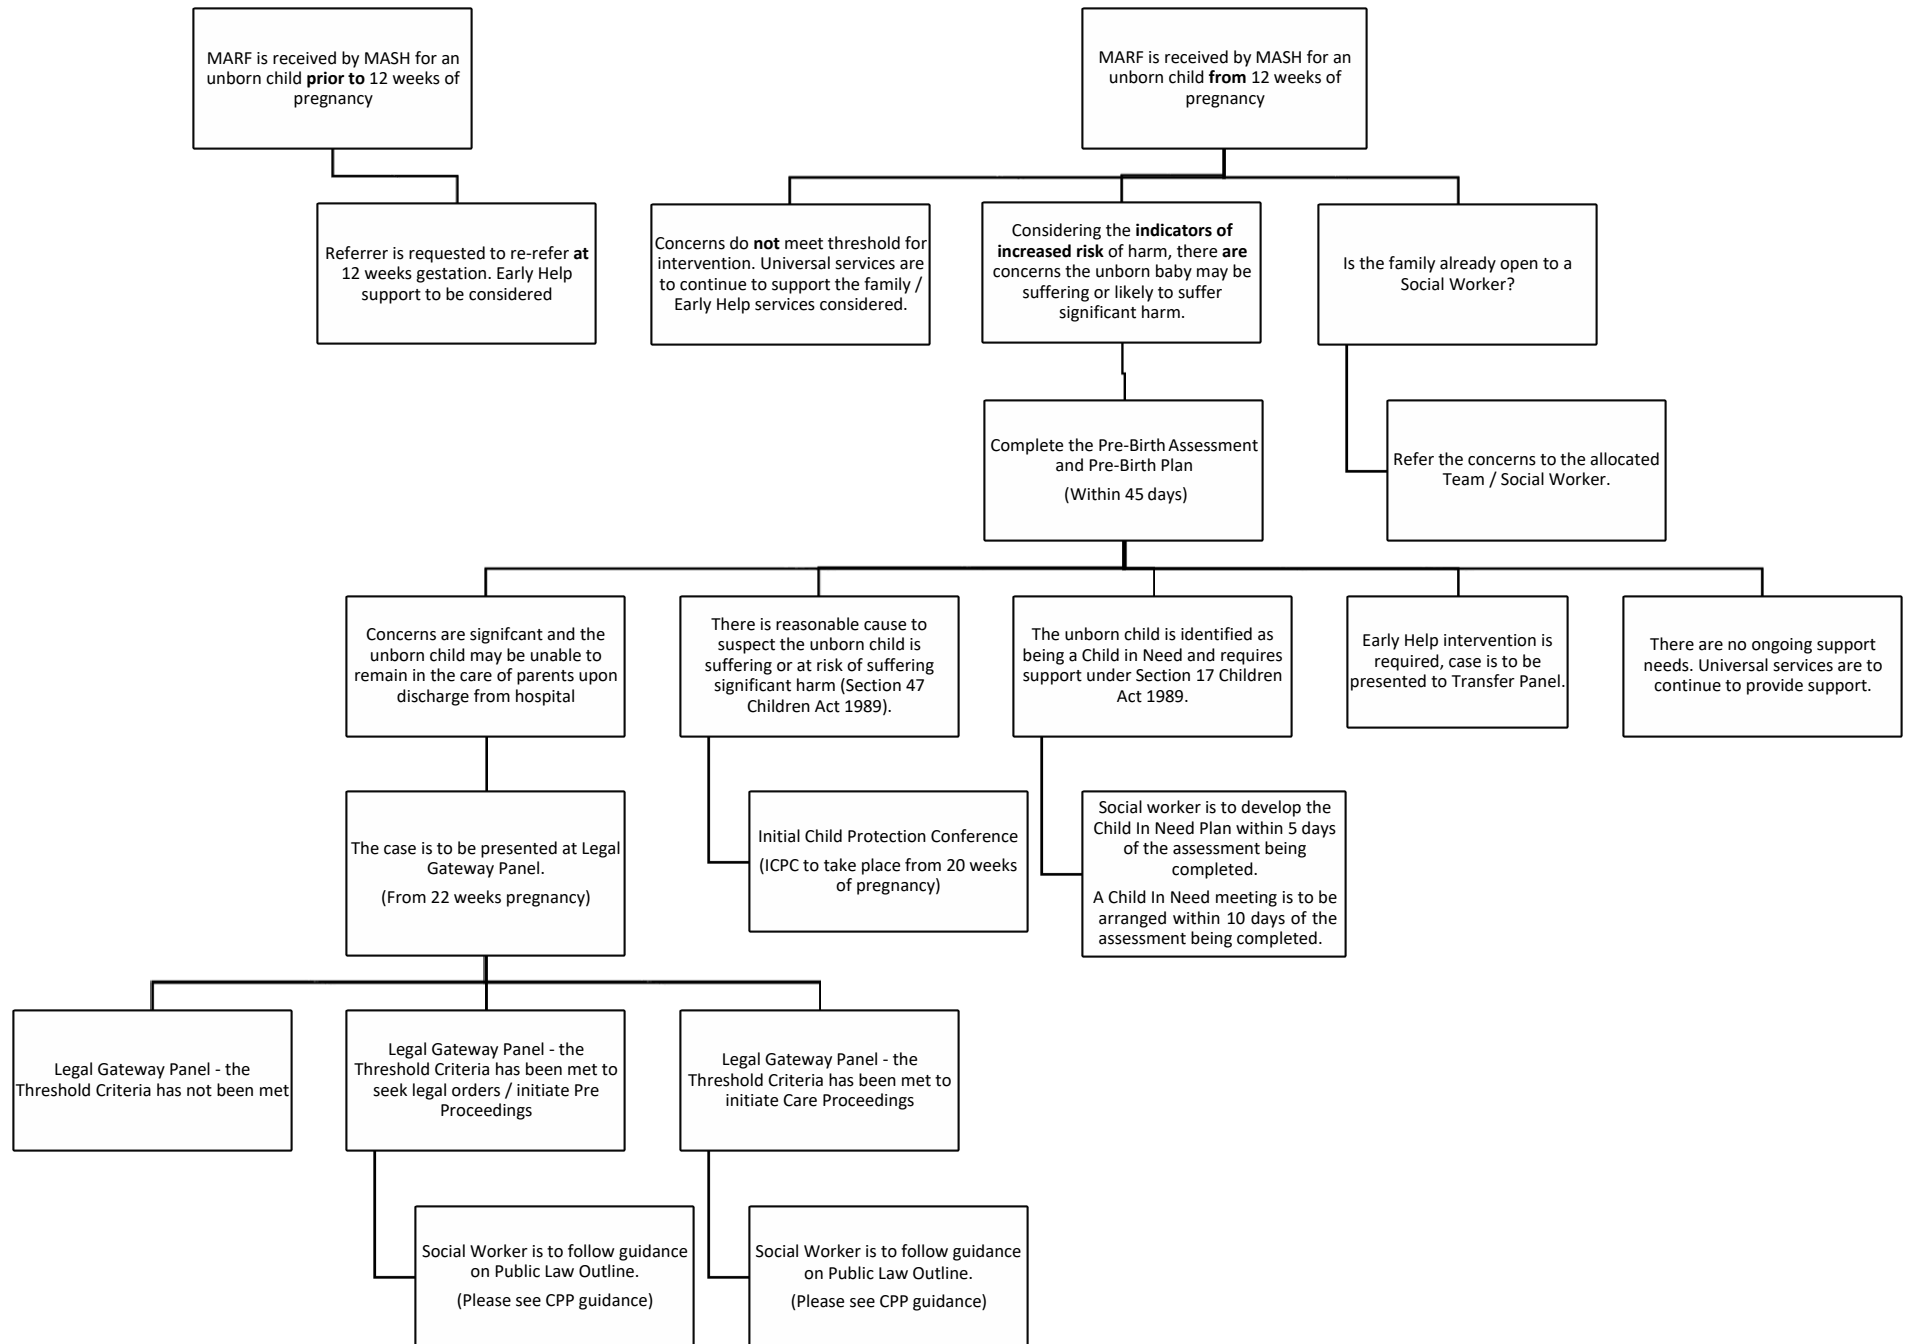 MARF is received by MASH for an
unborn child prior to 12 weeks of
pregnancy
MARF is received by MASH for an
unborn child from 12 weeks of
pregnancy
Referrer is requested to re-refer at
12 weeks gestation. Early Help
support to be considered
Concerns do not meet threshold for
intervention. Universal services are
to continue to support the family /
Early Help services considered.
Considering the indicators of
increased risk of harm, there are
concerns the unborn baby may be
suffering or likely to suffer
significant harm.
Is the family already open to a
Social Worker?
Complete the Pre-Birth Assessment
and Pre-Birth Plan
(Within 45 days)
Refer the concerns to the allocated
Team / Social Worker.
Concerns are signifcant and the
unborn child may be unable to
remain in the care of parents upon
discharge from hospital
There is reasonable cause to
suspect the unborn child is
suffering or at risk of suffering
significant harm (Section 47
Children Act 1989).
The unborn child is identified as
being a Child in Need and requires
support under Section 17 Children
Act 1989.
Early Help intervention is
required, case is to be
presented to Transfer Panel.
There are no ongoing support
needs. Universal services are to
continue to provide support.
The case is to be presented at Legal
Gateway Panel.
(From 22 weeks pregnancy)
Initial Child Protection Conference
(ICPC to take place from 20 weeks
of pregnancy)
Social worker is to develop the
Child In Need Plan within 5 days
of the assessment being
completed.
A Child In Need meeting is to be
arranged within 10 days of the
assessment being completed.
Legal Gateway Panel - the
Threshold Criteria has not been met
Legal Gateway Panel - the
Threshold Criteria has been met to
seek legal orders / initiate Pre
Proceedings
Legal Gateway Panel - the
Threshold Criteria has been met to
initiate Care Proceedings
Social Worker is to follow guidance
on Public Law Outline.
(Please see CPP guidance)
Social Worker is to follow guidance
on Public Law Outline.
(Please see CPP guidance)